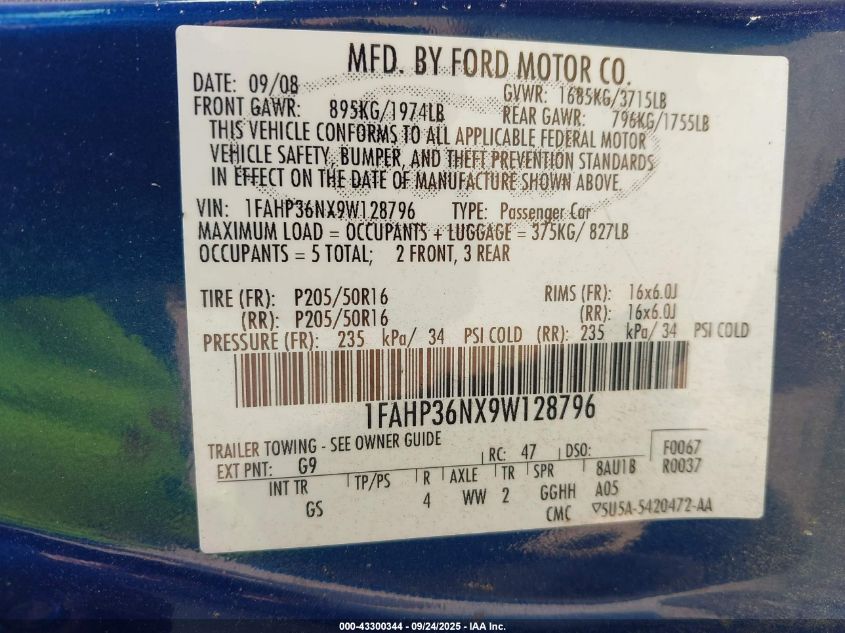 MFD. BY FORD MOTOR CO.
DATE: 09/08 GVWR: 1685KG/3715LB
FRONT GAWR: 895KG/1974LB REAR GAWR: 796KG/1755LB
THIS VEHICLE CONFORMS TO ALL APPLICABLE FEDERAL MOTOR
VEHICLE SAFETY, BUMPER, AND THEFT PREVENTION STANDARDS
IN EFFECT ON THE DATE OF MANUFACTURE SHOWN ABOVE.
VIN: 1FAHP36NX9W128796 TYPE: Passenger Car
MAXIMUM LOAD = OCCUPANTS + LUGGAGE = 375KG/ 827LB
OCCUPANTS = 5 TOTAL; 2 FRONT, 3 REAR
TIRE (FR): P205/50R16 RIMS (FR): 16x6.0J
(RR): P205/50R16 (RR): 16x6.0J
PRESSURE (FR): 235 kPa/ 34 PSI COLD (RR): 235 kPa/ 34 PSI COLD
1FAHP36NX9W128796
TRAILER TOWING - SEE OWNER GUIDE
EXT PNT: G9 RC: 47 DSO: F0067
R0037
INT TR TP/PS R AXLE TR SPR 8AU1B
GS 4 WW 2 GGHH A05
CMC ▽5U5A-5420472-AA
000-43300344 - 09/24/2025 - IAA Inc.